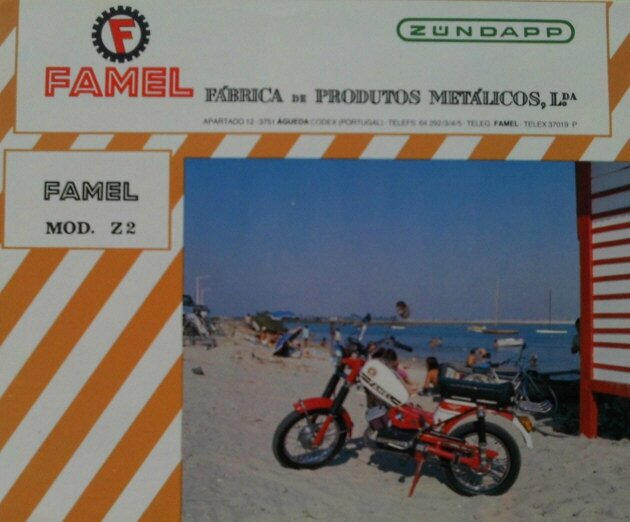 F
FAMEL
ZÜNDAPP
FÁBRICA DE PRODUTOS METÁLICOS, L.DA
APARTADO 12 · 3751 ÁGUEDA CODEX (PORTUGAL) · TELEFS. 64 292/3/4/5 · TELEG. FAMEL · TELEX 37019 P
FAMEL
MOD. Z2